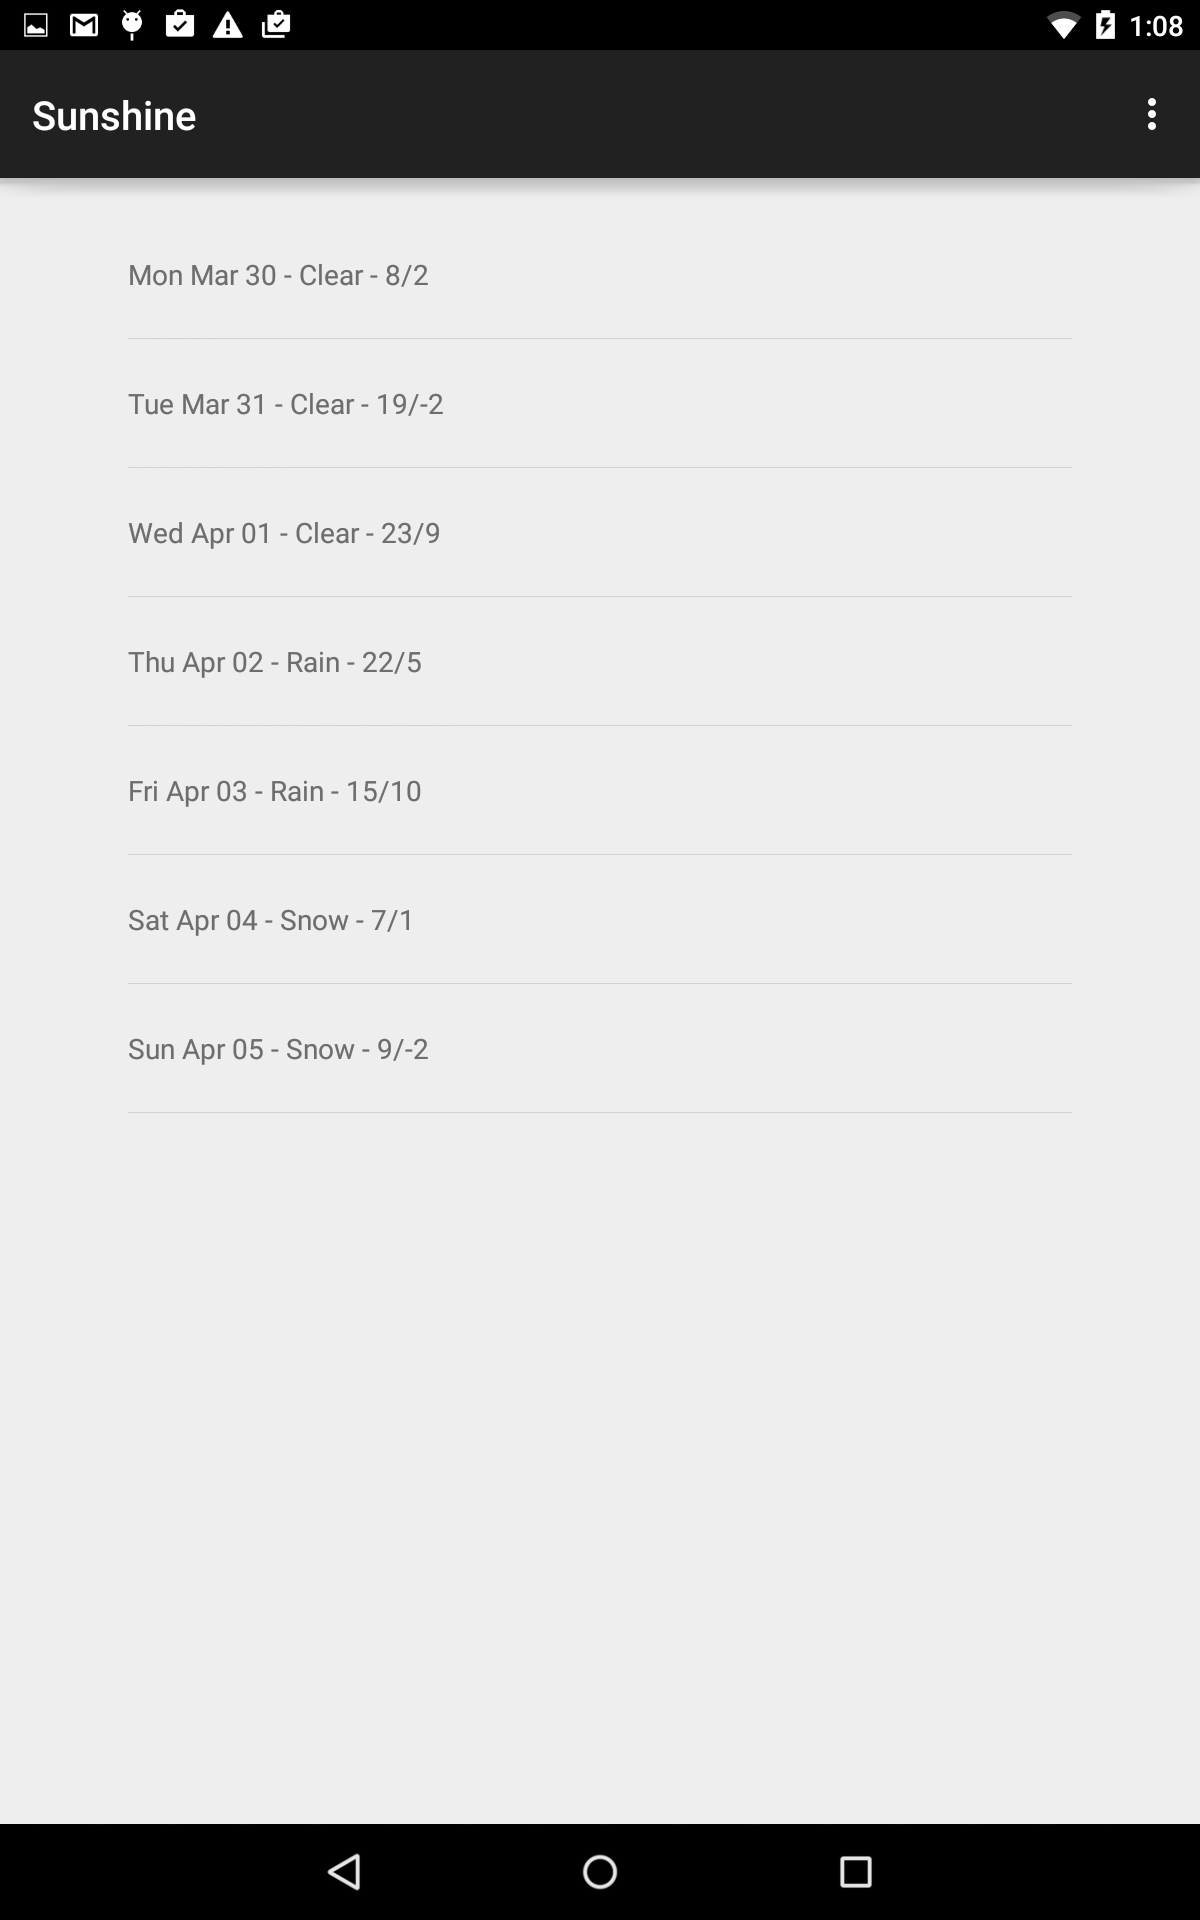 1:08
Sunshine
Mon Mar 30 - Clear - 8/2
Tue Mar 31 - Clear - 19/-2
Wed Apr 01 - Clear - 23/9
Thu Apr 02 - Rain - 22/5
Fri Apr 03 - Rain - 15/10
Sat Apr 04 - Snow - 7/1
Sun Apr 05 - Snow - 9/-2